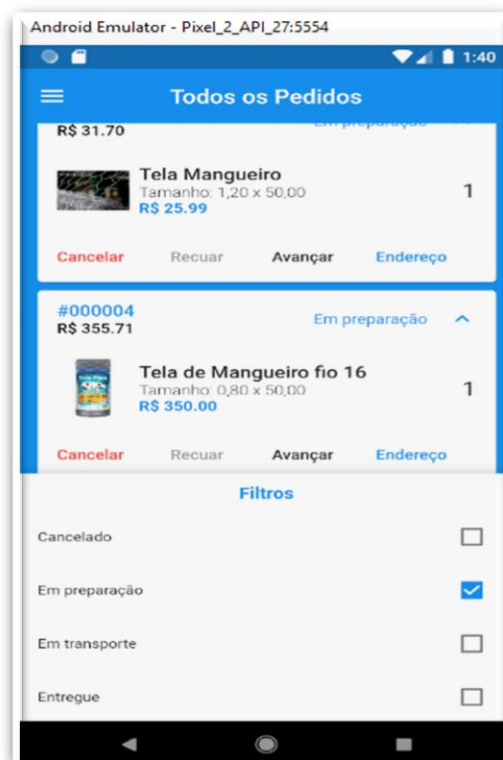 Android Emulator - Pixel_2_API_27:5554
1:40
Todos os Pedidos
R$ 31.70
Em preparação
Tela Mangueiro
Tamanho: 1,20 x 50,00
1
R$ 25.99
Cancelar Recuar Avançar Endereço
#000004
R$ 355.71
Em preparação
Tela de Mangueiro fio 16
Tamanho: 0,80 x 50,00
1
R$ 350.00
Cancelar Recuar Avançar Endereço
Filtros
Cancelado
Em preparação
Em transporte
Entregue